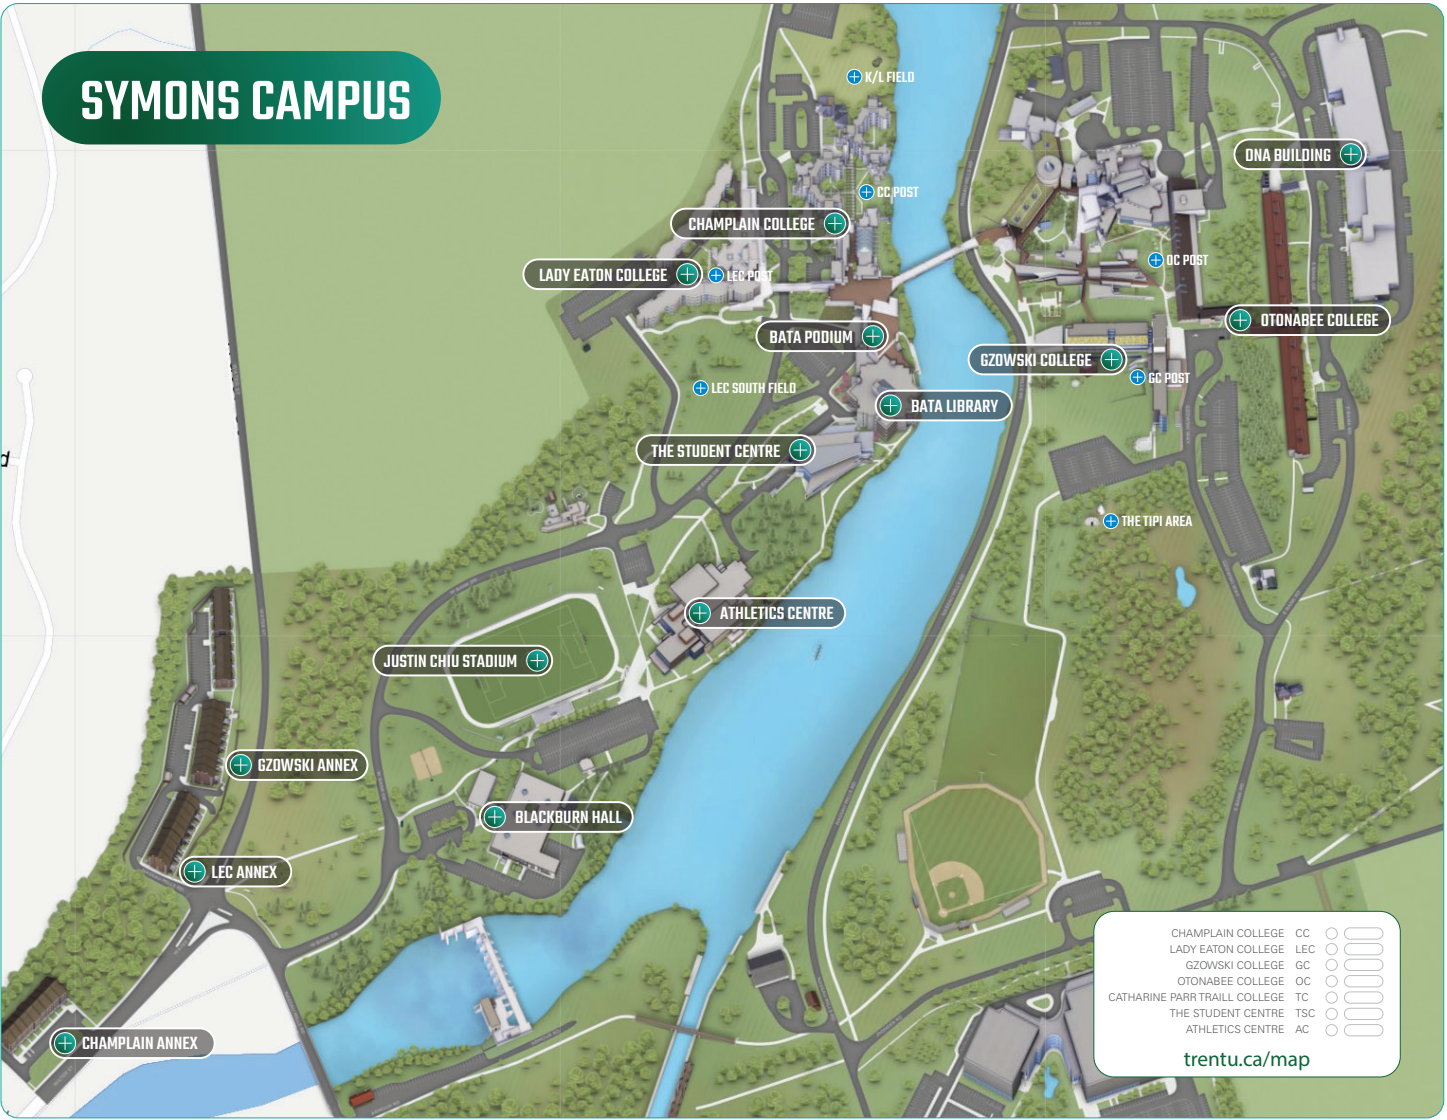 SYMONS CAMPUS
K/L FIELD
DNA BUILDING
CC POST
CHAMPLAIN COLLEGE
OC POST
LADY EATON COLLEGE
LEC POST
OTONABEE COLLEGE
BATA PODIUM
GZOWSKI COLLEGE
GC POST
LEC SOUTH FIELD
BATA LIBRARY
THE STUDENT CENTRE
d
THE TIPI AREA
ATHLETICS CENTRE
JUSTIN CHIU STADIUM
GZOWSKI ANNEX
BLACKBURN HALL
LEC ANNEX
CHAMPLAIN ANNEX
CHAMPLAIN COLLEGE CC
LADY EATON COLLEGE LEC
GZOWSKI COLLEGE GC
OTONABEE COLLEGE OC
CATHARINE PARR TRAILL COLLEGE TC
THE STUDENT CENTRE TSC
ATHLETICS CENTRE AC
trentu.ca/map